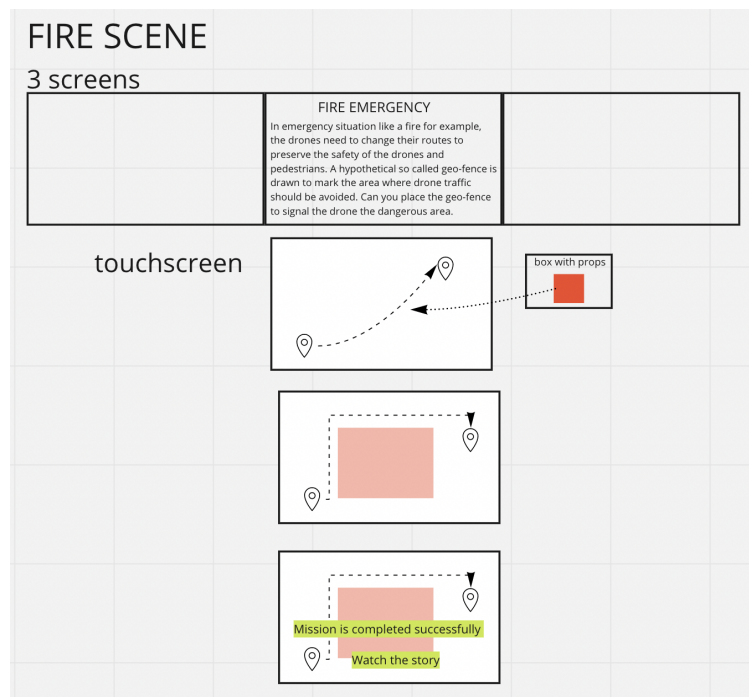 FIRE SCENE
3 screens
FIRE EMERGENCY
In emergency situation like a fire for example,
the drones need to change their routes to
preserve the safety of the drones and
pedestrians. A hypothetical so called geo-fence is
drawn to mark the area where drone traffic
should be avoided. Can you place the geo-fence
to signal the drone the dangerous area.
touchscreen
box with props
Mission is completed successfully
Watch the story